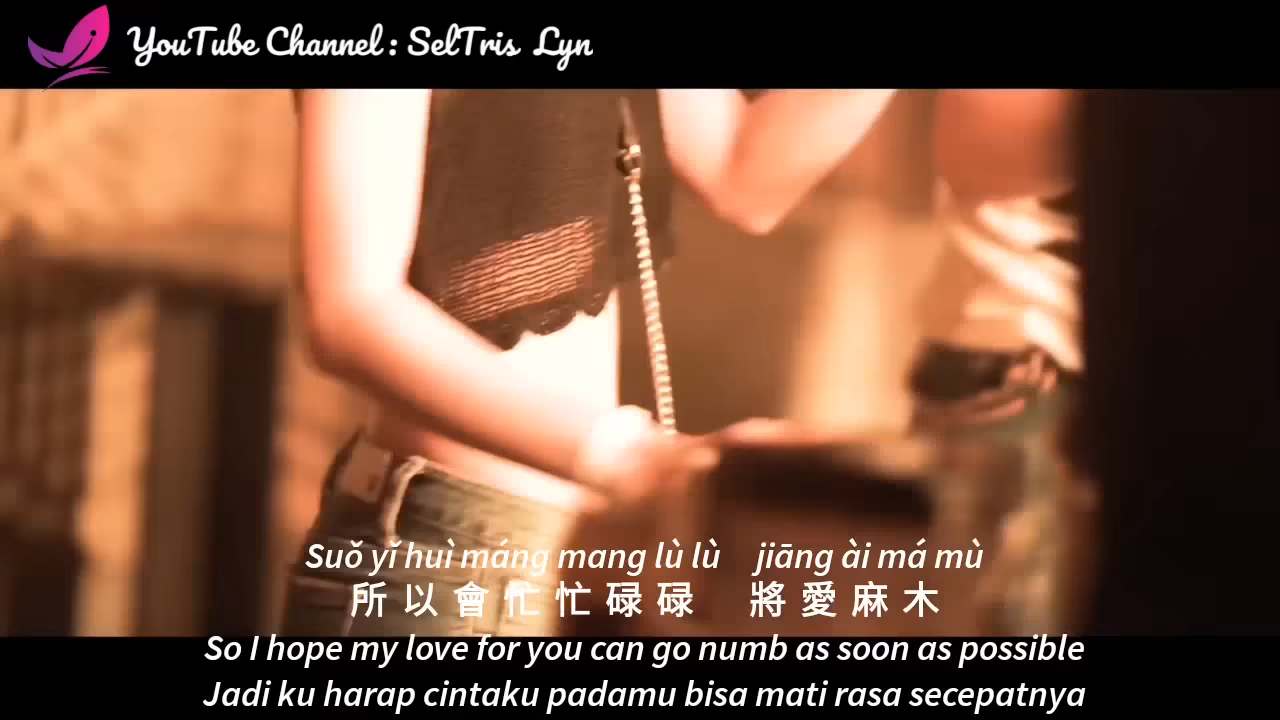 YouTube Channel : SelTris Lyn
Suǒ yǐ huì máng mang lù lù jiāng ài má mù
所以會忙忙碌碌 將愛麻木
So I hope my love for you can go numb as soon as possible
Jadi ku harap cintaku padamu bisa mati rasa secepatnya